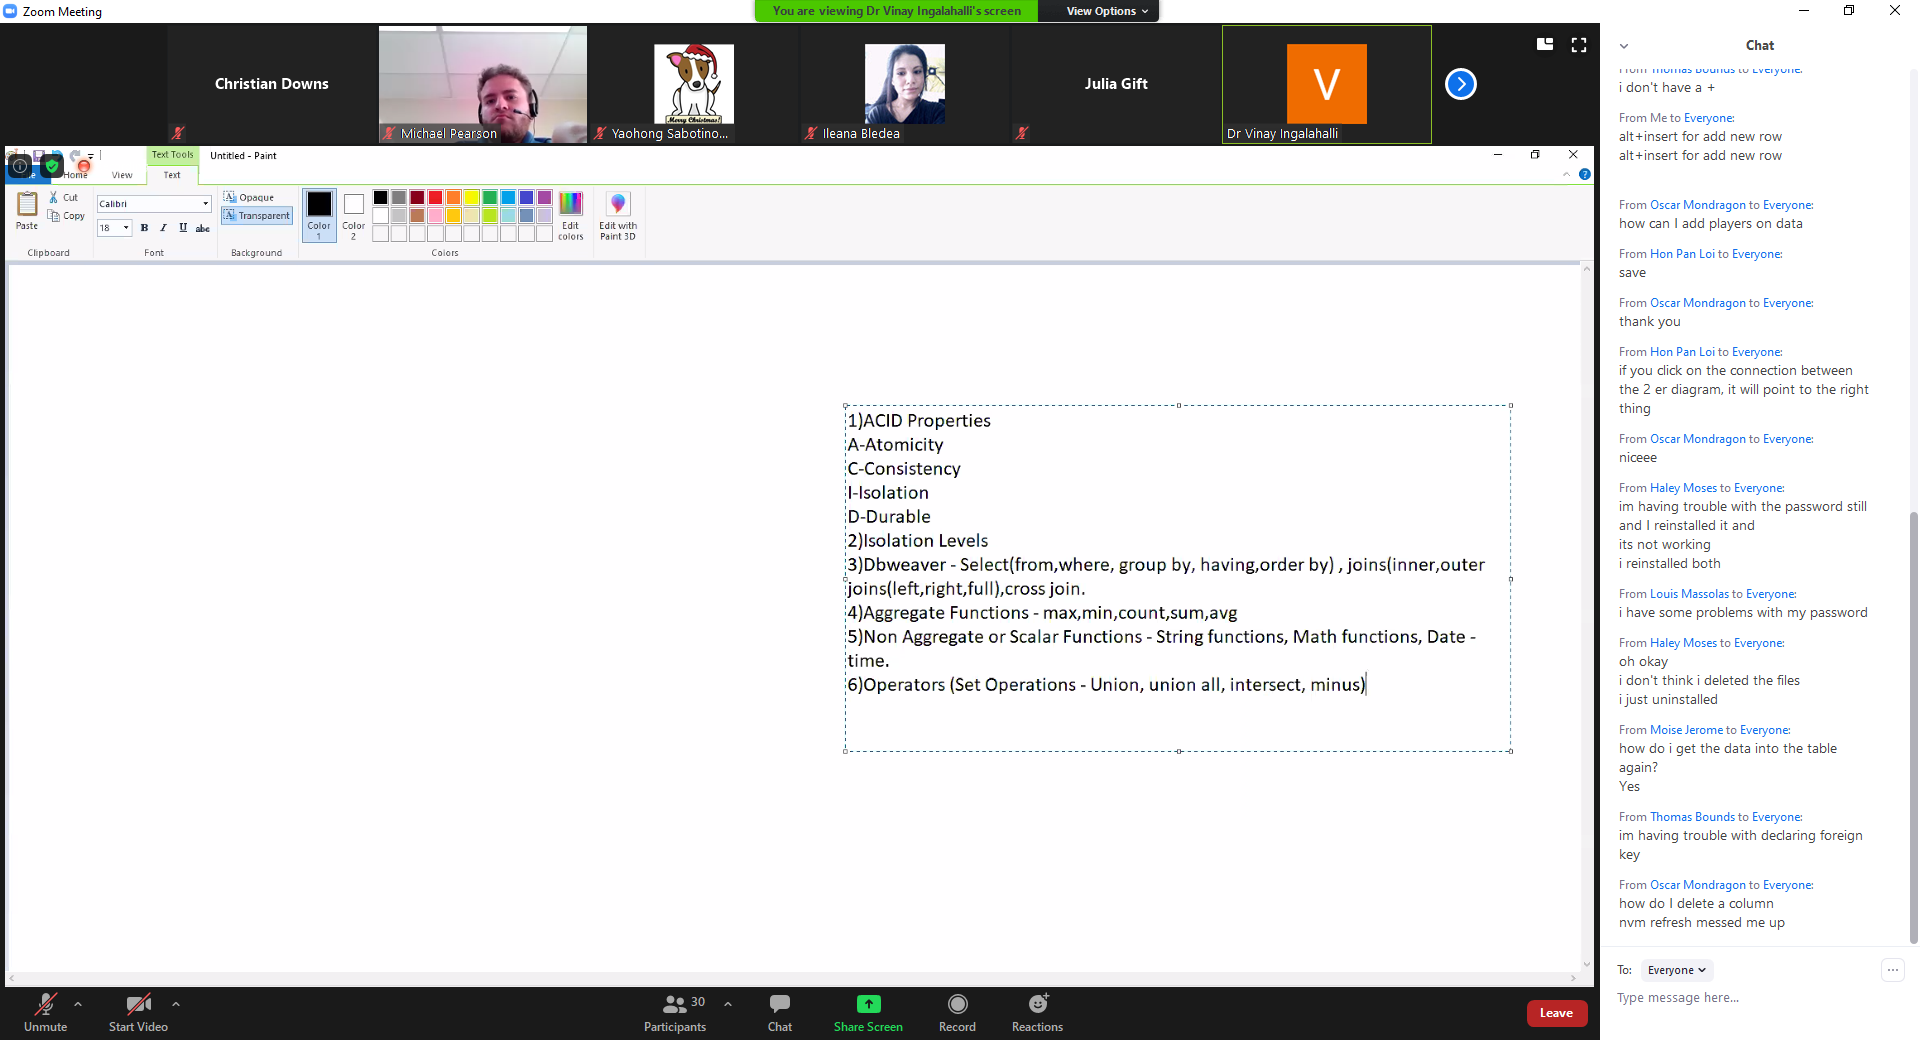 Zoom Meeting
You are viewing Dr Vinay Ingalahalli's screen
View Options
Christian Downs
Michael Pearson
Merry Christmas!
Yaohong Sabotino...
Ileana Bledea
Julia Gift
V
Dr Vinay Ingalahalli
Text Tools
Untitled - Paint
Home
View
Text
Paste
Cut
Copy
Clipboard
Calibri
18
B I U abc
Font
Opaque
Transparent
Background
Color 1
Color 2
Edit colors
Colors
Edit with Paint 3D
1)ACID Properties
A-Atomicity
C-Consistency
I-Isolation
D-Durable
2)Isolation Levels
3)Dbweaver - Select(from,where, group by, having,order by) , joins(inner,outer
joins(left,right,full),cross join.
4)Aggregate Functions - max,min,count,sum,avg
5)Non Aggregate or Scalar Functions - String functions, Math functions, Date -
time.
6)Operators (Set Operations - Union, union all, intersect, minus)
Unmute
Start Video
Participants
30
Chat
Share Screen
Record
Reactions
Leave
Chat
From Thomas Bounds to Everyone:
i don't have a +
From Me to Everyone:
alt+insert for add new row
alt+insert for add new row
From Oscar Mondragon to Everyone:
how can I add players on data
From Hon Pan Loi to Everyone:
save
From Oscar Mondragon to Everyone:
thank you
From Hon Pan Loi to Everyone:
if you click on the connection between
the 2 er diagram, it will point to the right
thing
From Oscar Mondragon to Everyone:
niceee
From Haley Moses to Everyone:
im having trouble with the password still
and I reinstalled it and
its not working
i reinstalled both
From Louis Massolas to Everyone:
i have some problems with my password
From Haley Moses to Everyone:
oh okay
i don't think i deleted the files
i just uninstalled
From Moise Jerome to Everyone:
how do i get the data into the table
again?
Yes
From Thomas Bounds to Everyone:
im having trouble with declaring foreign
key
From Oscar Mondragon to Everyone:
how do I delete a column
nvm refresh messed me up
To: Everyone
Type message here...